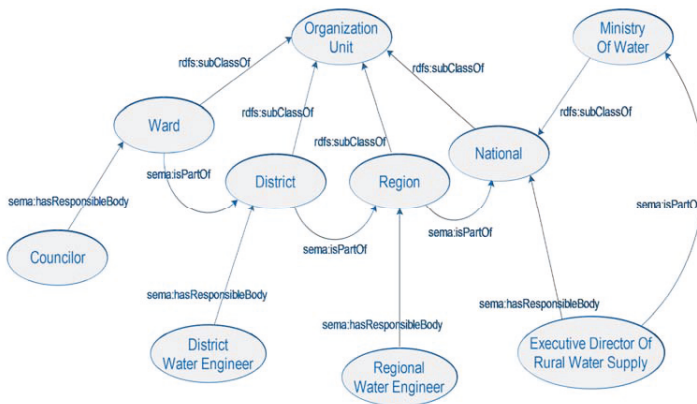 Organization
Unit
Ministry
Of Water
rdfs:subClassOf
rdfs:subClassOf
rdfs:subClassOf
rdfs:subClassOf
rdfs:subClassOf
Ward
National
sema:isPartOf
District
Region
sema:hasResponsibleBody
sema:isPartOf
sema:isPartOf
sema:isPartO
Councilor
sema:hasResponsibleBody
sema:hasResponsibleBody
sema:hasResponsibleBody
District
Water Engineer
Regional
Water Engineer
Executive Director Of
Rural Water Supply